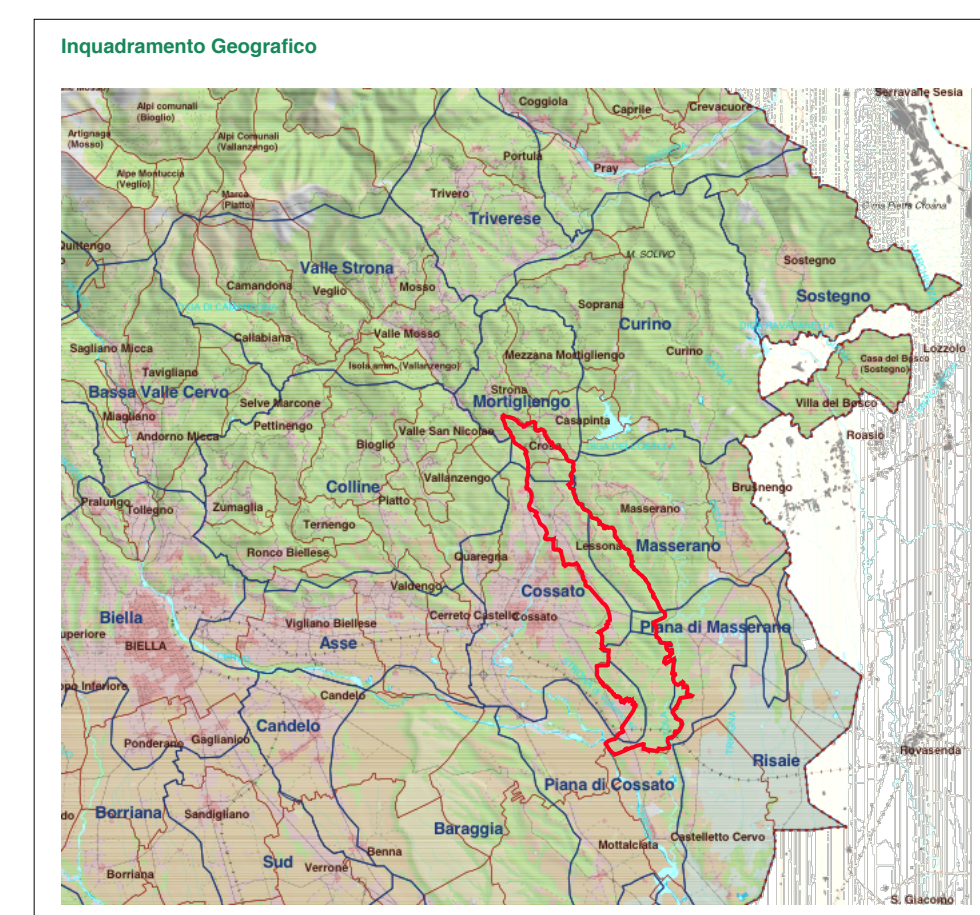 Inquadramento Geografico
Serravalle Sesia
Coggiola
Caprile
Crevacuore
Alpi comunali
(Bioglio)
Artignaga
(Mosso)
Alpi Comunali
(Vallanzengo)
Portula
Pray
Alpe Montuccia
(Veglio)
Marca
(Piatto)
Trivero
Triverese
Cima Pietra Croana
Quittengo
M. SOLIVO
Sostegno
Valle Strona
Camandona
Veglio
Mosso
Sostegno
Soprana
Curino
Callabiana
Valle Mosso
Sagliano Micca
Mezzana Mortigliengo
Curino
Lozzolo
Isola amm. (Vallanzengo)
Casa del Bosco
(Sostegno)
Tavigliano
Bassa Valle Cervo
Strona
Mortigliengo
Selve Marcone
Villa del Bosco
Miagliano
Pettinengo
Casapinta
Andorno Micca
Valle San Nicolao
Roasio
Bioglio
Crosa
Vallanzengo
Colline
Brusnengo
Pralungo
Tollegno
Zumaglia
Piatto
Masserano
Ternengo
Lessona
Masserano
Ronco Biellese
Quaregna
Valdengo
Cossato
Biella
Cerreto Castello
Cossato
Vigliano Biellese
Piana di Masserano
BIELLA
Asse
Candelo
Candelo
Ponderano
Gaglianico
Rovasenda
Risaie
Piana di Cossato
Borriana
Sandigliano
Baraggia
Castelletto Cervo
Mottalciata
Benna
Sud
Verrone
Borriana
S. Giacomo